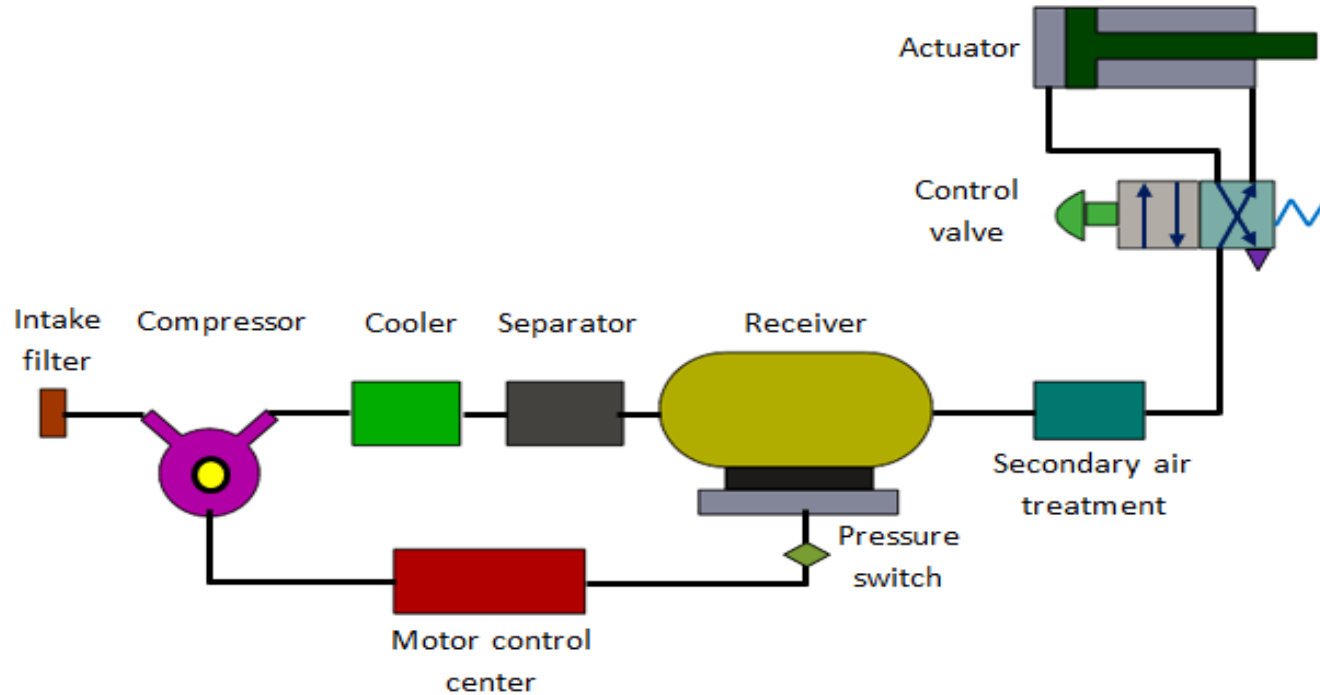 Actuator
Control
valve
Intake
filter
Compressor
Cooler
Separator
Receiver
Secondary air
treatment
Pressure
switch
Motor control
center